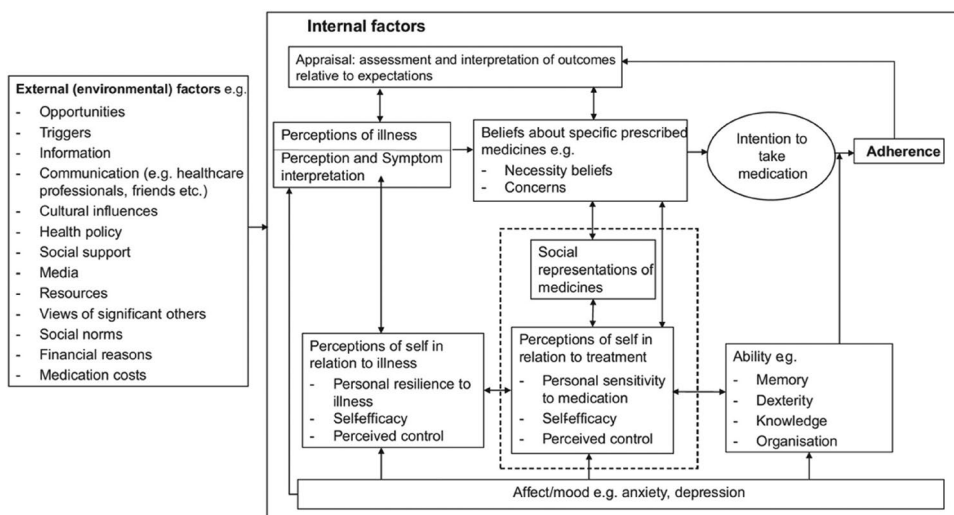 Internal factors
Appraisal: assessment and interpretation of outcomes
relative to expectations
External (environmental) factors e.g.
- Opportunities
- Triggers
- Information
- Communication (e.g. healthcare
professionals, friends etc.)
- Cultural influences
- Health policy
- Social support
- Media
- Resources
- Views of significant others
- Social norms
- Financial reasons
- Medication costs
Perceptions of illness
Perception and Symptom
interpretation
Beliefs about specific prescribed
medicines e.g.
- Necessity beliefs
- Concerns
Intention to
take
medication
Adherence
Social
representations of
medicines
Perceptions of self in
relation to illness
- Personal resilience to
illness
- Self-efficacy
- Perceived control
Perceptions of self in
relation to treatment
- Personal sensitivity
to medication
- Self-efficacy
- Perceived control
Ability e.g.
- Memory
- Dexterity
- Knowledge
- Organisation
Affect/mood e.g. anxiety, depression